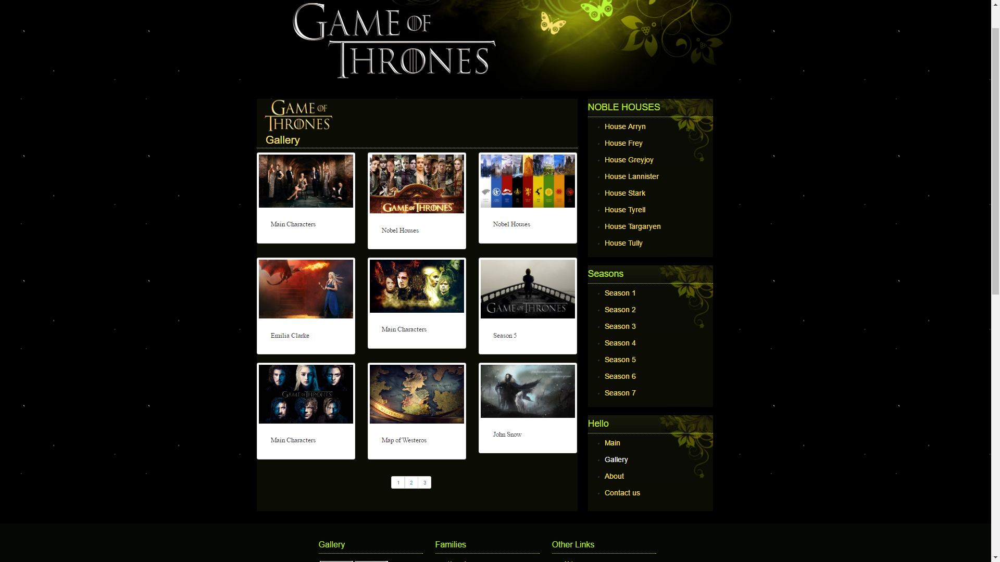 GAME OF
THRONES
GAME OF
THRONES
Gallery
Main Characters
GAME OF THRONES
Nobel Houses
Nobel Houses
Emilia Clarke
Main Characters
GAME OF THRONES
Season 5
GAME OF THRONES
Main Characters
WESTEROS
Map of Westeros
John Snow
1 2 3
NOBLE HOUSES
House Arryn
House Frey
House Greyjoy
House Lannister
House Stark
House Tyrell
House Targaryen
House Tully
Seasons
Season 1
Season 2
Season 3
Season 4
Season 5
Season 6
Season 7
Hello
Main
Gallery
About
Contact us
Gallery
Families
Other Links